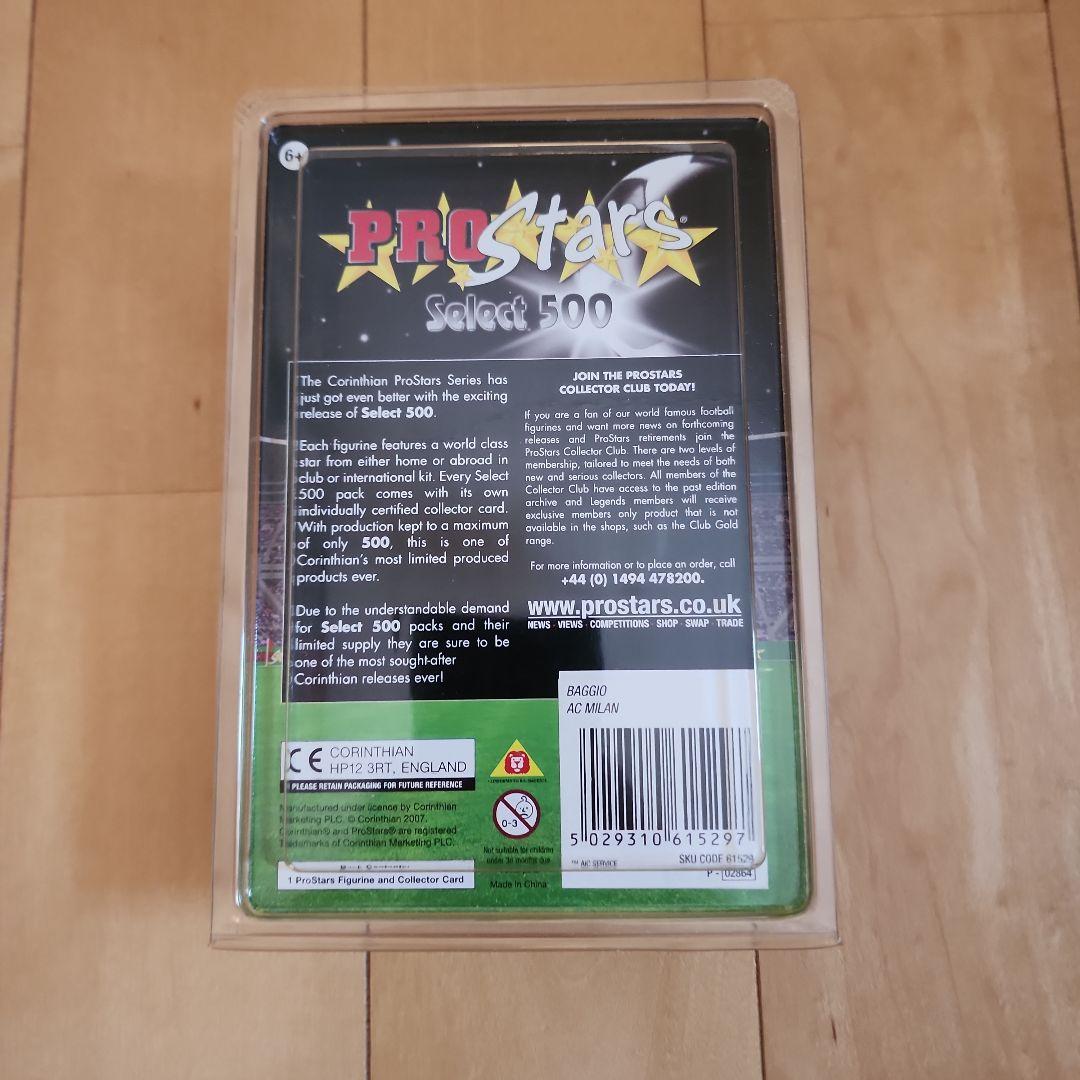 6+
PROStars®
Select 500
The Corinthian ProStars Series has
just got even better with the exciting
release of Select 500.
Each figurine features a world class
star from either home or abroad in
club or international kit. Every Select
500 pack comes with its own
individually certified collector card.
With production kept to a maximum
of only 500, this is one of
Corinthian's most limited produced
products ever.
Due to the understandable demand
for Select 500 packs and their
limited supply they are sure to be
one of the most sought-after
Corinthian releases ever!
JOIN THE PROSTARS
COLLECTOR CLUB TODAY!
If you are a fan of our world famous football
figurines and want more news on forthcoming
releases and ProStars retirements join the
ProStars Collector Club. There are two levels of
membership, tailored to meet the needs of both
new and serious collectors. All members of the
Collector Club have access to the past edition
archive and Legends members will receive
exclusive members only product that is not
available in the shops, such as the Club Gold
range.
For more information or to place an order, call
+44 (0) 1494 478200.
www.prostars.co.uk
NEWS · VIEWS · COMPETITIONS · SHOP · SWAP · TRADE
CE CORINTHIAN
HP12 3RT, ENGLAND
PLEASE RETAIN PACKAGING FOR FUTURE REFERENCE
Manufactured under licence by Corinthian
Marketing PLC. © Corinthian 2007.
Corinthian® and ProStars® are registered
Trademarks of Corinthian Marketing PLC.
1 ProStars Figurine and Collector Card
0-3
Not suitable for children
under 36 months due
Made in China
BAGGIO
AC MILAN
5 029310 615297
™ AIC SERVICE
SKU CODE 61529
P - 02864